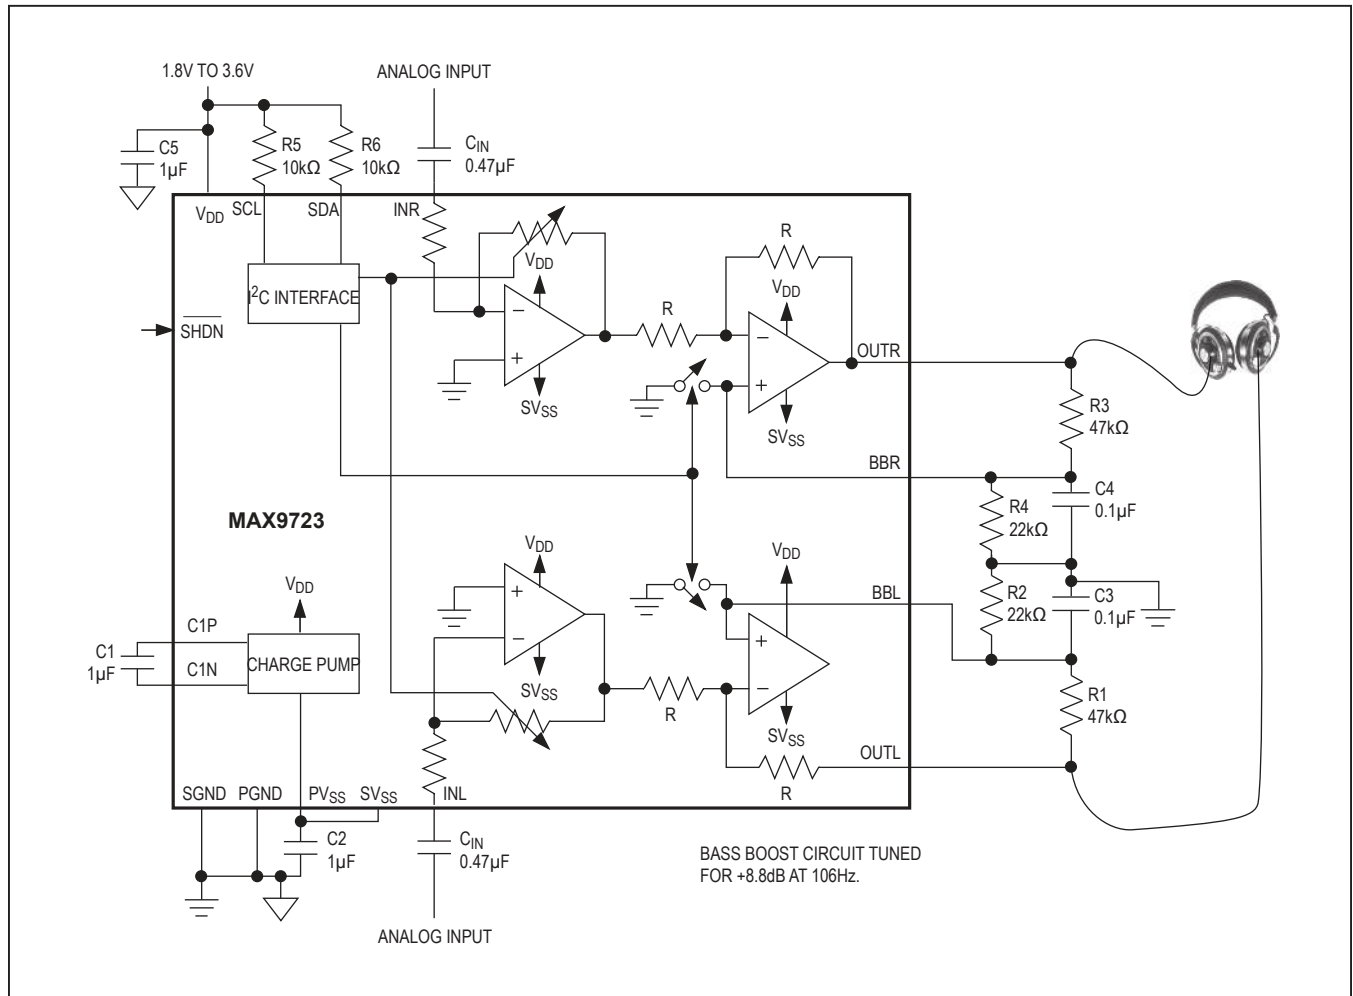 1.8V TO 3.6V
ANALOG INPUT
C5
1µF
R5
10kΩ
R6
10kΩ
CIN
0.47µF
VDD
SCL
SDA
INR
R
VDD
VDD
I²C INTERFACE
SHDN
R
−
+
−
+
OUTR
SVSS
SVSS
R3
47kΩ
BBR
C4
0.1µF
R4
22kΩ
MAX9723
VDD
VDD
VDD
R2
22kΩ
C3
0.1µF
BBL
+
−
+
−
C1P
C1
1µF
C1N
CHARGE PUMP
SVSS
R
SVSS
R1
47kΩ
OUTL
SGND
PGND
PVSS
SVSS
INL
R
C2
1µF
CIN
0.47µF
BASS BOOST CIRCUIT TUNED
FOR +8.8dB AT 106Hz.
ANALOG INPUT